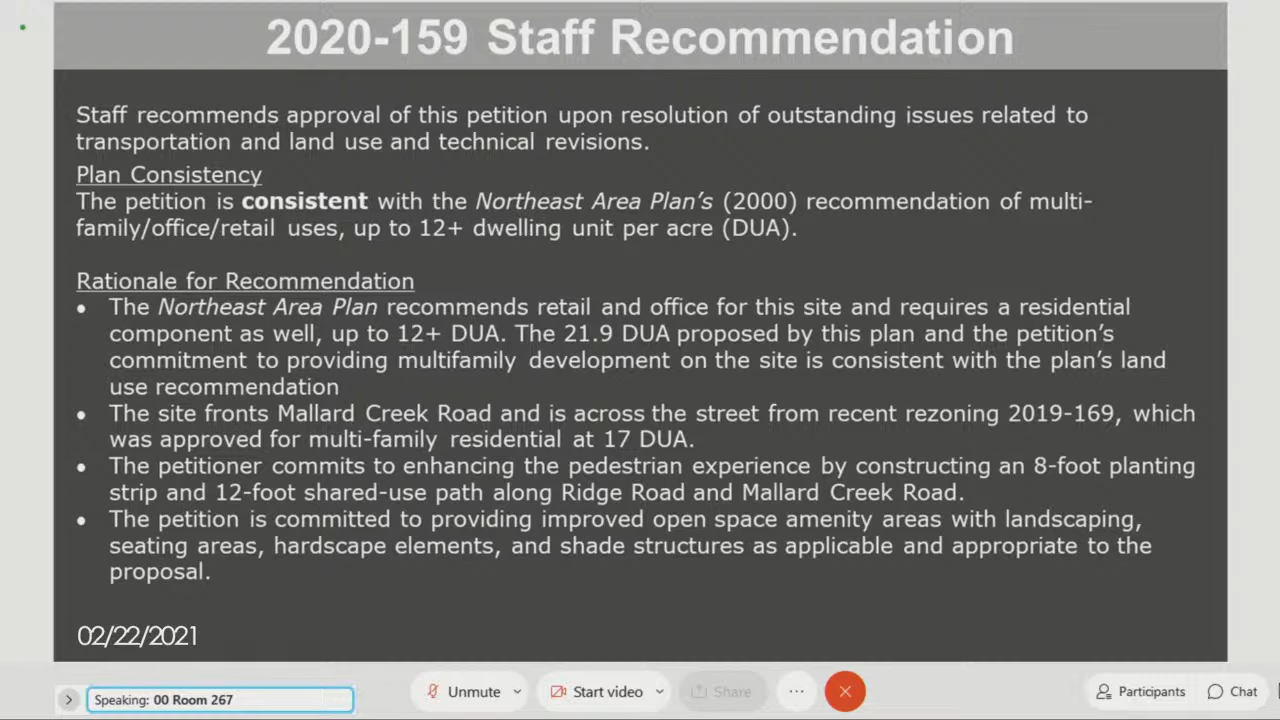 2020-159 Staff Recommendation
Staff recommends approval of this petition upon resolution of outstanding issues related to
transportation and land use and technical revisions.
Plan Consistency
The petition is consistent with the Northeast Area Plan’s (2000) recommendation of multi-
family/office/retail uses, up to 12+ dwelling unit per acre (DUA).
Rationale for Recommendation
• The Northeast Area Plan recommends retail and office for this site and requires a residential
component as well, up to 12+ DUA. The 21.9 DUA proposed by this plan and the petition’s
commitment to providing multifamily development on the site is consistent with the plan’s land
use recommendation
• The site fronts Mallard Creek Road and is across the street from recent rezoning 2019-169, which
was approved for multi-family residential at 17 DUA.
• The petitioner commits to enhancing the pedestrian experience by constructing an 8-foot planting
strip and 12-foot shared-use path along Ridge Road and Mallard Creek Road.
• The petition is committed to providing improved open space amenity areas with landscaping,
seating areas, hardscape elements, and shade structures as applicable and appropriate to the
proposal.
02/22/2021
Speaking: 00 Room 267
Unmute
Start video
Share
Participants
Chat